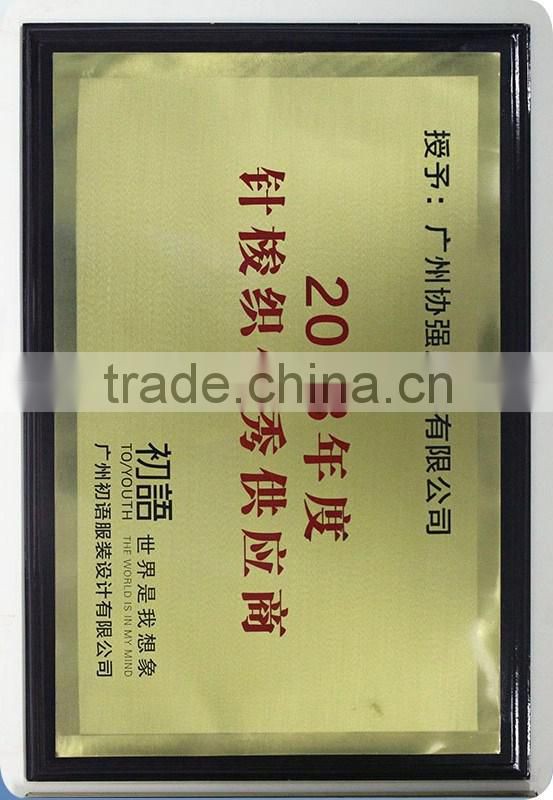 授予：广州协强 有限公司
20 年度
针梭织 秀供应商
初語 世界是我想象
TO/YOUTH THE WORLD IS IN MY MIND
广州初语服装设计有限公司
trade.china.cn